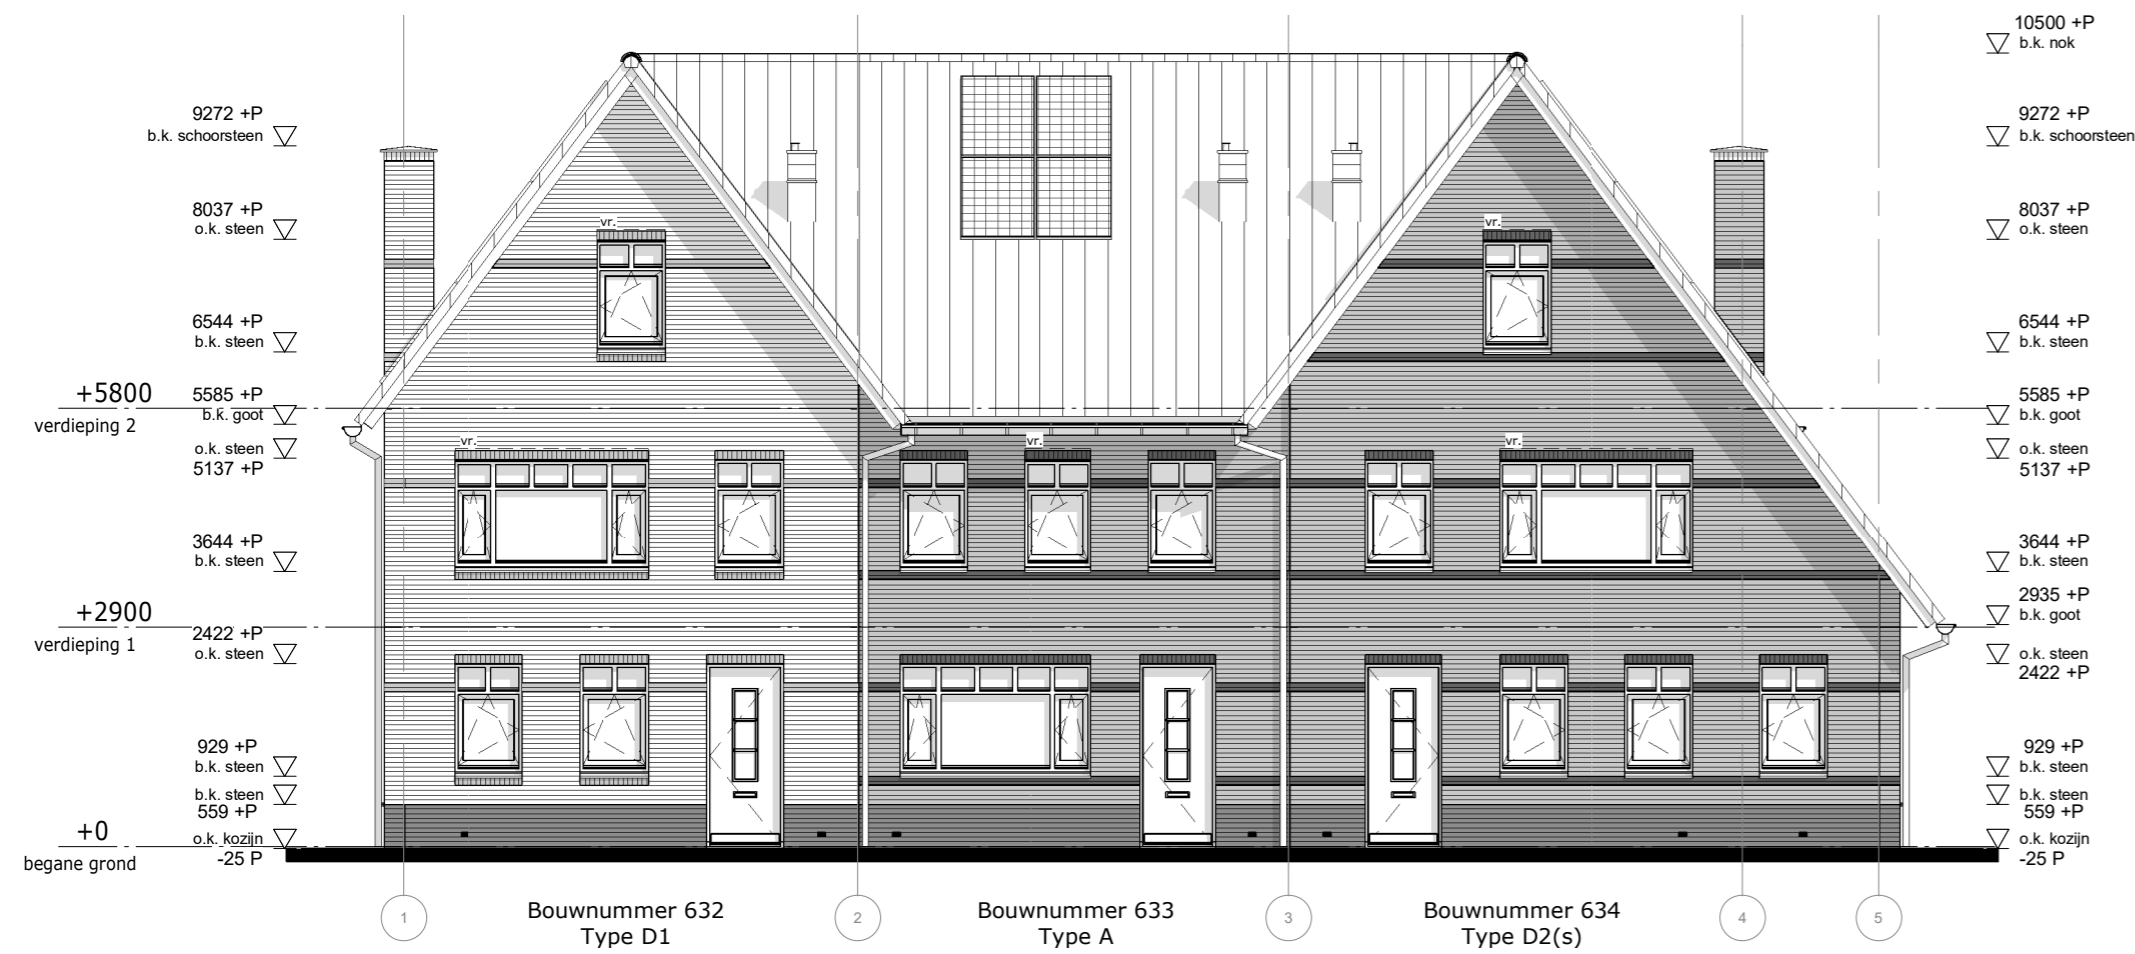 10500 +P
b.k. nok
9272 +P
b.k. schoorsteen
9272 +P
b.k. schoorsteen
8037 +P
o.k. steen
vr.
vr.
8037 +P
o.k. steen
6544 +P
b.k. steen
6544 +P
b.k. steen
+5800
verdieping 2
5585 +P
b.k. goot
5585 +P
b.k. goot
o.k. steen
5137 +P
vr.
vr.
vr.
o.k. steen
5137 +P
3644 +P
b.k. steen
3644 +P
b.k. steen
+2900
verdieping 1
2935 +P
b.k. goot
2422 +P
o.k. steen
o.k. steen
2422 +P
929 +P
b.k. steen
929 +P
b.k. steen
b.k. steen
559 +P
b.k. steen
559 +P
+0
begane grond
o.k. kozijn
-25 P
o.k. kozijn
-25 P
1
Bouwnummer 632
Type D1
2
Bouwnummer 633
Type A
3
Bouwnummer 634
Type D2(s)
4
5